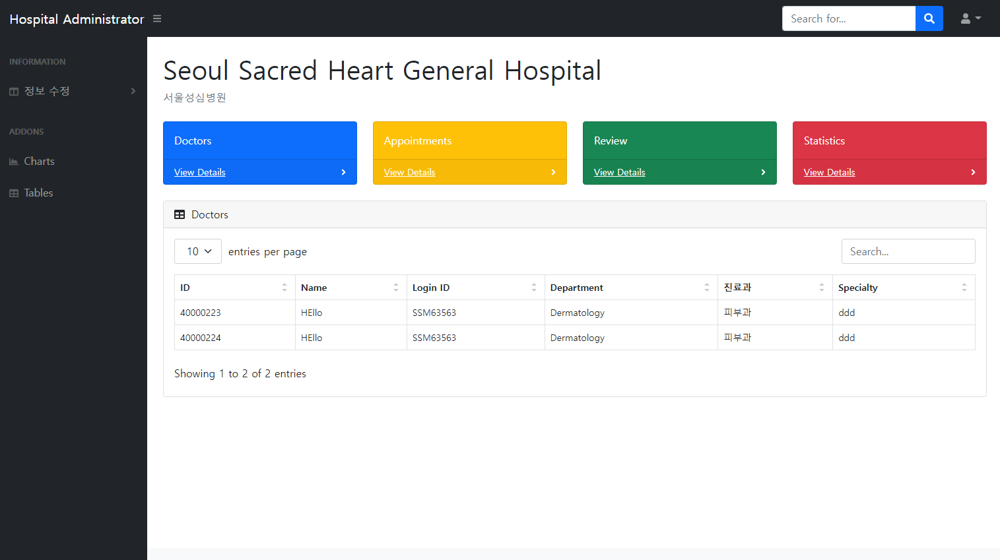 Hospital Administrator
Search for...
INFORMATION
정보 수정
ADDONS
Charts
Tables
Seoul Sacred Heart General Hospital
서울성심병원
Doctors Appointments Review Statistics
View Details View Details View Details View Details
Doctors
10 entries per page Search...
ID Name Login ID Department 진료과 Specialty
40000223 HEllo SSM63563 Dermatology 피부과 ddd
40000224 HEllo SSM63563 Dermatology 피부과 ddd
Showing 1 to 2 of 2 entries